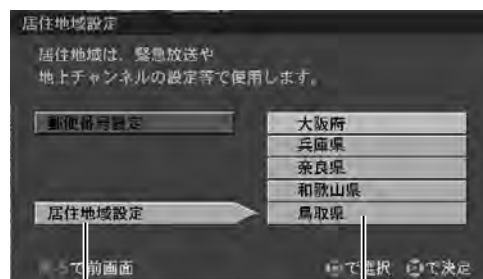 居住地域設定
居住地域は、緊急放送や
地上チャンネルの設定等で使用します。
郵便番号設定
大阪府
兵庫県
奈良県
和歌山県
居住地域設定
鳥取県
で前画面
で選択 で決定